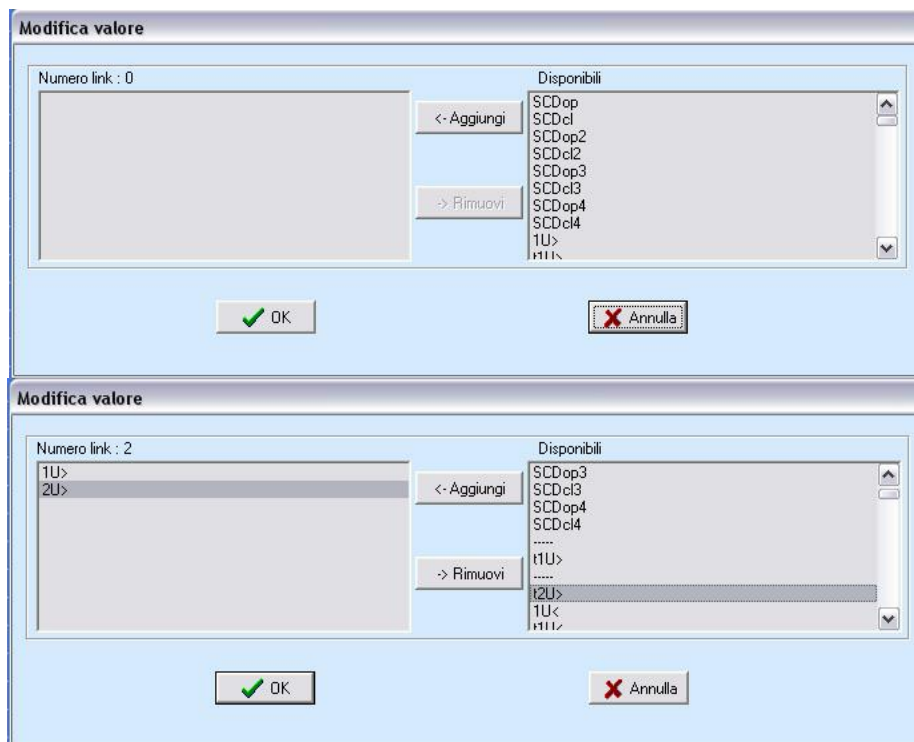 Modifica valore
Numero link : 0
Disponibili
<- Aggiungi
-> Rimuovi
SCDop
SCDcl
SCDop2
SCDcl2
SCDop3
SCDcl3
SCDop4
SCDcl4
1U>
t1U>
OK
Annulla
Modifica valore
Numero link : 2
Disponibili
1U>
2U>
<- Aggiungi
-> Rimuovi
SCDop3
SCDcl3
SCDop4
SCDcl4
-----
t1U>
-----
t2U>
1U<
t1U<
OK
Annulla